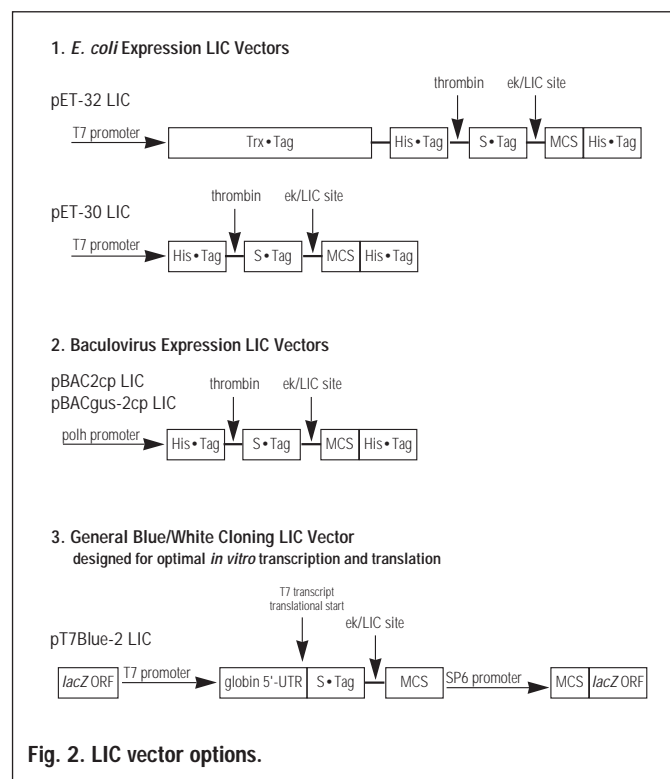 1. E. coli Expression LIC Vectors
thrombin ek/LIC site
pET-32 LIC
T7 promoter Trx•Tag His•Tag S•Tag MCS His•Tag
thrombin ek/LIC site
pET-30 LIC
T7 promoter His•Tag S•Tag MCS His•Tag
2. Baculovirus Expression LIC Vectors
pBAC2cp LIC thrombin ek/LIC site
pBACgus-2cp LIC
polh promoter His•Tag S•Tag MCS His•Tag
3. General Blue/White Cloning LIC Vector
designed for optimal in vitro transcription and translation
T7 transcript
translational start
ek/LIC site
pT7Blue-2 LIC
lacZ ORF T7 promoter globin 5'-UTR S•Tag MCS SP6 promoter MCS lacZ ORF
Fig. 2. LIC vector options.